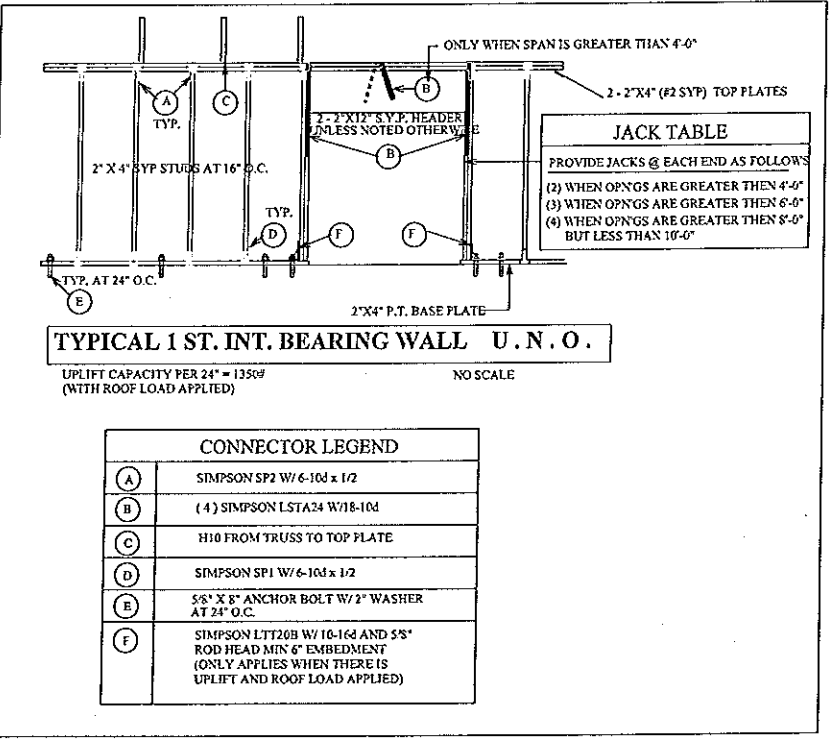 ONLY WHEN SPAN IS GREATER THAN 4'-0"
A
TYP.
C
B
2 - 2"X4" (#2 SYP) TOP PLATES
2 - 2"X12" S.Y.P. HEADER
UNLESS NOTED OTHERWISE
B
2" X 4" SYP STUDS AT 16" O.C.
JACK TABLE
PROVIDE JACKS @ EACH END AS FOLLOWS
(2) WHEN OPN'GS ARE GREATER THEN 4'-0"
(3) WHEN OPN'GS ARE GREATER THEN 6'-0"
(4) WHEN OPN'GS ARE GREATER THEN 8'-0"
BUT LESS THAN 10'-0"
TYP.
D
F
F
TYP. AT 24" O.C.
E
2"X4" P.T. BASE PLATE
TYPICAL 1 ST. INT. BEARING WALL U.N.O.
UPLIFT CAPACITY PER 24" = 1350#
(WITH ROOF LOAD APPLIED)
NO SCALE
CONNECTOR LEGEND
A SIMPSON SP2 W/ 6-10d x 1/2
B ( 4 ) SIMPSON LSTA24 W/18-10d
C H10 FROM TRUSS TO TOP PLATE
D SIMPSON SP1 W/ 6-10d x 1/2
E 5/8" X 8" ANCHOR BOLT W/ 2" WASHER
AT 24" O.C.
F SIMPSON LTT20B W/ 10-16d AND 5/8"
ROD HEAD MIN 6" EMBEDMENT
(ONLY APPLIES WHEN THERE IS
UPLIFT AND ROOF LOAD APPLIED)